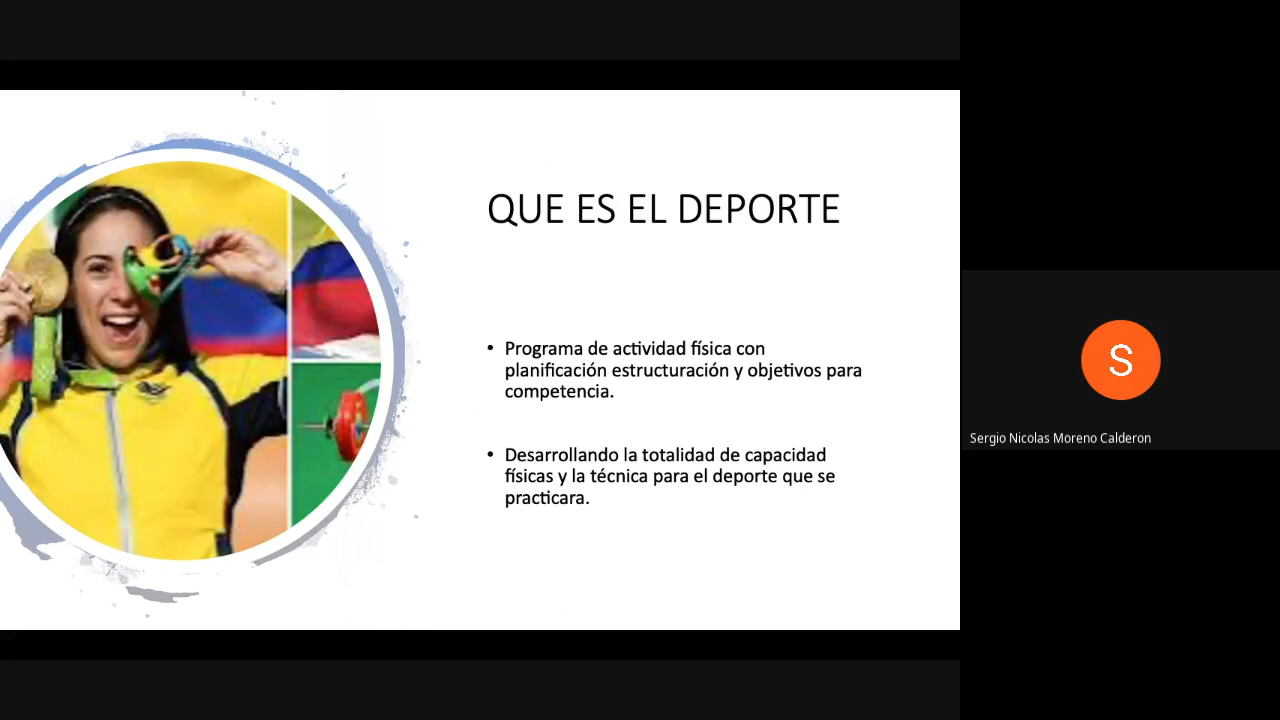 QUE ES EL DEPORTE
• Programa de actividad física con
planificación estructuración y objetivos para
competencia.
• Desarrollando la totalidad de capacidad
físicas y la técnica para el deporte que se
practicara.
S
Sergio Nicolas Moreno Calderon